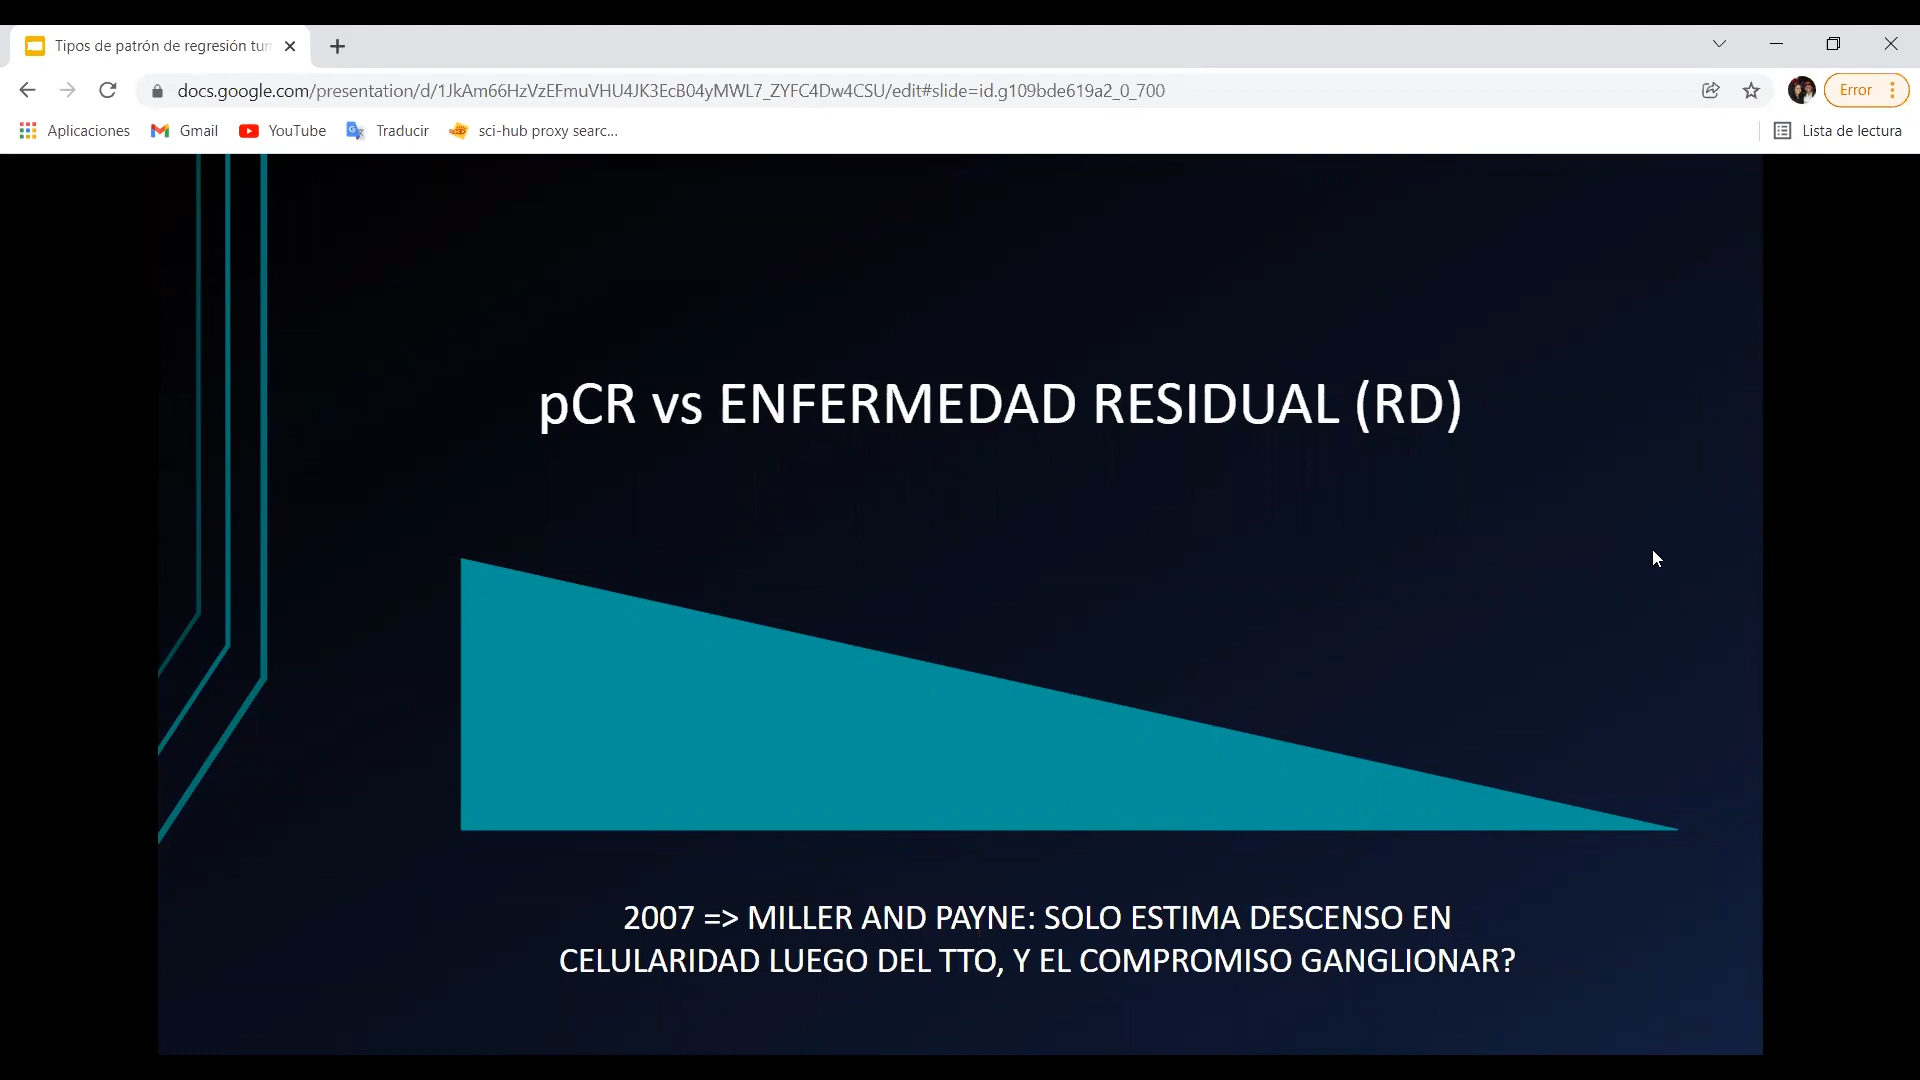 Tipos de patrón de regresión tun
docs.google.com/presentation/d/1JkAm66HzVzEFmuVHU4JK3EcB04yMWL7_ZYFC4Dw4CSU/edit#slide=id.g109bde619a2_0_700
Error
Aplicaciones Gmail YouTube Traducir sci-hub proxy searc... Lista de lectura
pCR vs ENFERMEDAD RESIDUAL (RD)
2007 => MILLER AND PAYNE: SOLO ESTIMA DESCENSO EN
CELULARIDAD LUEGO DEL TTO, Y EL COMPROMISO GANGLIONAR?